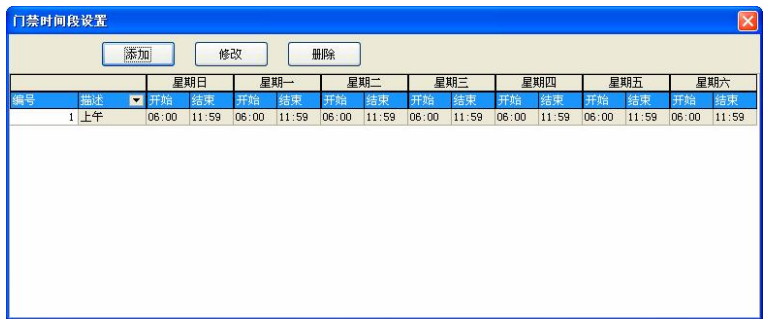 门禁时间段设置
添加 修改 删除
星期日 星期一 星期二 星期三 星期四 星期五 星期六
编号 描述 开始 结束 开始 结束 开始 结束 开始 结束 开始 结束 开始 结束 开始 结束
1 上午 06:00 11:59 06:00 11:59 06:00 11:59 06:00 11:59 06:00 11:59 06:00 11:59 06:00 11:59